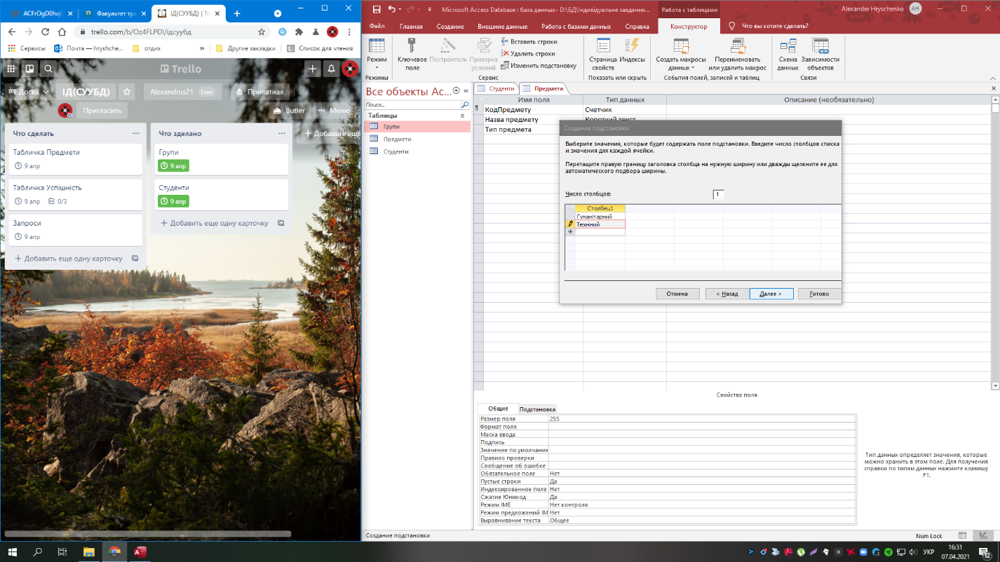 ACFrOgD0hqG
Факультет тра
ІД(СУУБД) | Tr
trello.com/b/Oz4FLPDI/ідсуубд
Сервисы
Почта — hryshche...
отдих
»
Другие закладки
Список для чтения
Trello
Доска
ІД(СУУБД)
Alexandrus21 Free
Приватная
Пригласить
Butler
... Меню
Что сделать
Табличка Предмети
9 апр
Табличка Успішність
9 апр
0/3
Запроси
9 апр
+ Добавить еще одну карточку
Что зделано
Групи
9 апр
Студенти
9 апр
+ Добавить еще одну карточку
+ Добавьте еще
Microsoft Access Database : база данных- D:\БД\Індивідуальне завдання...
Работа с таблицами
Alexander Hryschenko
AH
Файл
Главная
Создание
Внешние данные
Работа с базами данных
Справка
Конструктор
Что вы хотите сделать?
Режим
Режимы
Ключевое поле
Построитель
Проверка условий
Вставить строки
Удалить строки
Изменить подстановку
Сервис
Страница свойств
Индексы
Показать или скрыть
Создать макросы данных
Переименовать или удалить макрос
События полей, записей и таблиц
Схема данных
Зависимости объектов
Связи
Все объекты Ac...
Поиск...
Таблицы
Групи
Предмети
Студенти
Студенти
Предмети
Имя поля
Тип данных
Описание (необязательно)
КодПредмету
Счетчик
Назва предмету
Короткий текст
Тип предмета
Создание подстановки
Выберите значения, которые будет содержать поле подстановки. Введите число столбцов списка
и значения для каждой ячейки.
Перетащите правую границу заголовка столбца на нужную ширину или дважды щелкните ее для
автоматического подбора ширины.
Число столбцов:
1
Столбец1
Гуманітарний
Техніний
Отмена
< Назад
Далее >
Готово
Свойства поля
Общие
Подстановка
Размер поля 255
Формат поля
Маска ввода
Подпись
Значение по умолчани
Правило проверки
Сообщение об ошибке
Обязательное поле Нет
Пустые строки Да
Индексированное поле Нет
Сжатие Юникод Да
Режим IME Нет контроля
Режим предложений IM Нет
Выравнивание текста Общее
Тип данных определяет значения, которые
можно хранить в этом поле. Для получения
справки по типам данных нажмите клавишу
F1.
Создание подстановки
Num Lock
УКР
16:31
07.04.2021
12